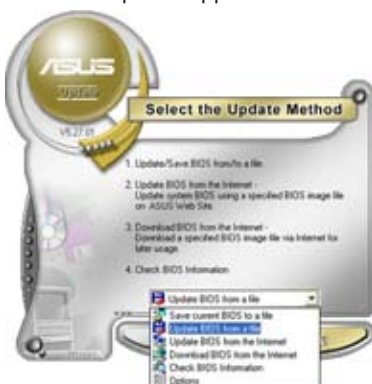 ASUS
Update
V5.27.01
Select the Update Method
1. Update/Save BIOS from/to a file
2. Update BIOS from the Internet -
Update system BIOS using a specified BIOS image file
on ASUS Web Site.
3. Download BIOS from the Internet -
Download a specified BIOS image file via Internet for
later usage.
4. Check BIOS Information
Update BIOS from a file
Save current BIOS to a file
Update BIOS from a file
Update BIOS from the Internet
Download BIOS from the Internet
Check BIOS Information
Options